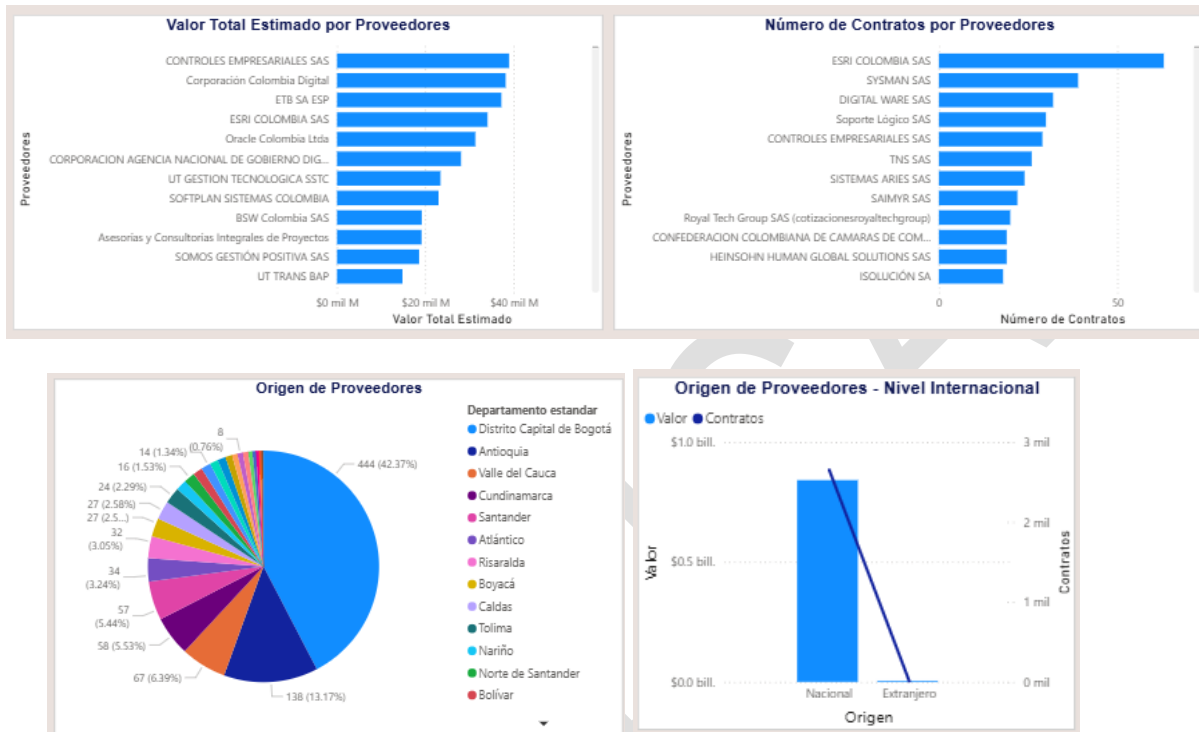 Valor Total Estimado por Proveedores
Proveedores
CONTROLES EMPRESARIALES SAS
Corporación Colombia Digital
ETB SA ESP
ESRI COLOMBIA SAS
Oracle Colombia Ltda
CORPORACION AGENCIA NACIONAL DE GOBIERNO DIG...
UT GESTION TECNOLOGICA SSTC
SOFTPLAN SISTEMAS COLOMBIA
BSW Colombia SAS
Asesorias y Consultorias Integrales de Proyectos
SOMOS GESTIÓN POSITIVA SAS
UT TRANS BAP
$0 mil M $20 mil M $40 mil M
Valor Total Estimado
Número de Contratos por Proveedores
Proveedores
ESRI COLOMBIA SAS
SYSMAN SAS
DIGITAL WARE SAS
Soporte Lógico SAS
CONTROLES EMPRESARIALES SAS
TNS SAS
SISTEMAS ARIES SAS
SAIMYR SAS
Royal Tech Group SAS (cotizacionesroyaltechgroup)
CONFEDERACION COLOMBIANA DE CAMARAS DE COM...
HEINSOHN HUMAN GLOBAL SOLUTIONS SAS
ISOLUCIÓN SA
0 50
Número de Contratos
Origen de Proveedores
444 (42.37%)
138 (13.17%)
67 (6.39%)
58 (5.53%)
57
(5.44%)
34
(3.24%)
32
(3.05%)
27 (2.5...)
27 (2.58%)
24 (2.29%)
16 (1.53%)
14 (1.34%)
8
(0.76%)
Departamento estandar
Distrito Capital de Bogotá
Antioquia
Valle del Cauca
Cundinamarca
Santander
Atlántico
Risaralda
Boyacá
Caldas
Tolima
Nariño
Norte de Santander
Bolívar
Origen de Proveedores - Nivel Internacional
Valor Contratos
$1.0 bill.
$0.5 bill.
$0.0 bill.
Valor
3 mil
2 mil
1 mil
0 mil
Contratos
Nacional Extranjero
Origen